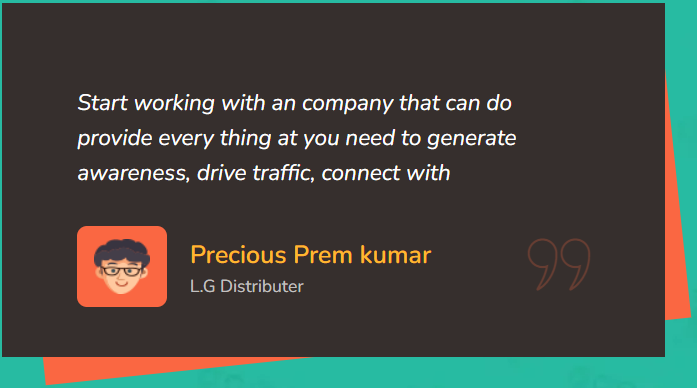 Start working with an company that can do
provide every thing at you need to generate
awareness, drive traffic, connect with
Precious Prem kumar
L.G Distributer